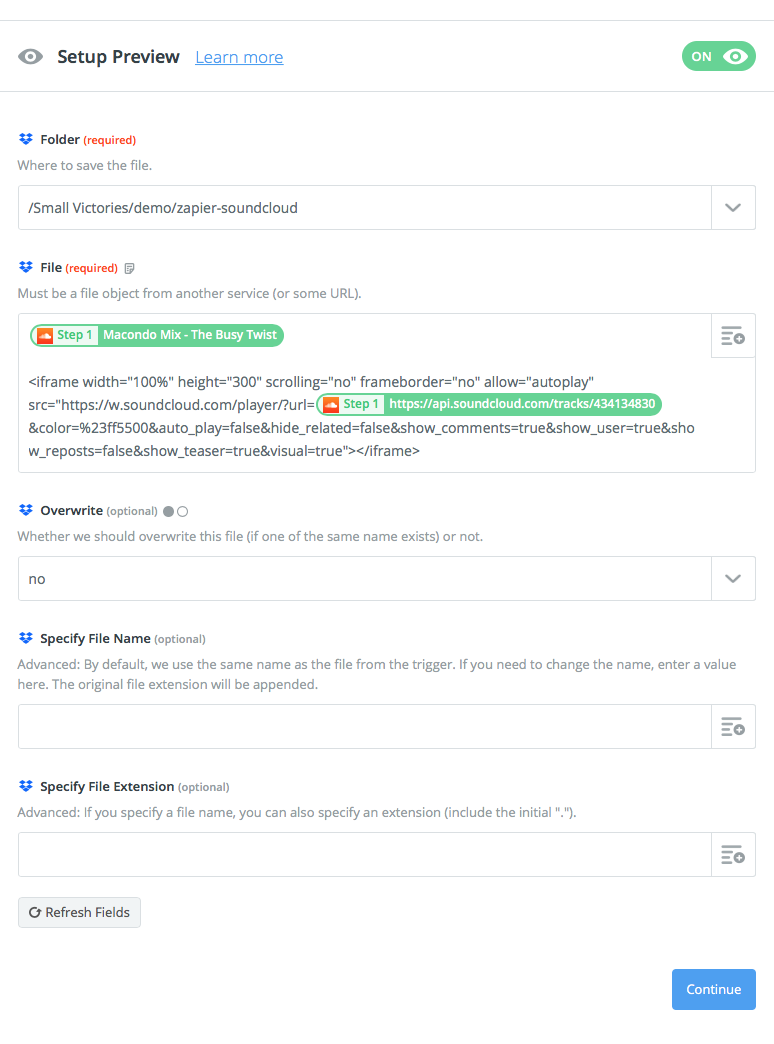 Setup Preview Learn more ON
Folder (required)
Where to save the file.
/Small Victories/demo/zapier-soundcloud
File (required)
Must be a file object from another service (or some URL).
Step 1 Macondo Mix - The Busy Twist
<iframe width="100%" height="300" scrolling="no" frameborder="no" allow="autoplay"
src="https://w.soundcloud.com/player/?url= Step 1 https://api.soundcloud.com/tracks/434134830
&color=%23ff5500&auto_play=false&hide_related=false&show_comments=true&show_user=true&sho
w_reposts=false&show_teaser=true&visual=true"></iframe>
Overwrite (optional)
Whether we should overwrite this file (if one of the same name exists) or not.
no
Specify File Name (optional)
Advanced: By default, we use the same name as the file from the trigger. If you need to change the name, enter a value
here. The original file extension will be appended.
Specify File Extension (optional)
Advanced: If you specify a file name, you can also specify an extension (include the initial ".").
Refresh Fields
Continue